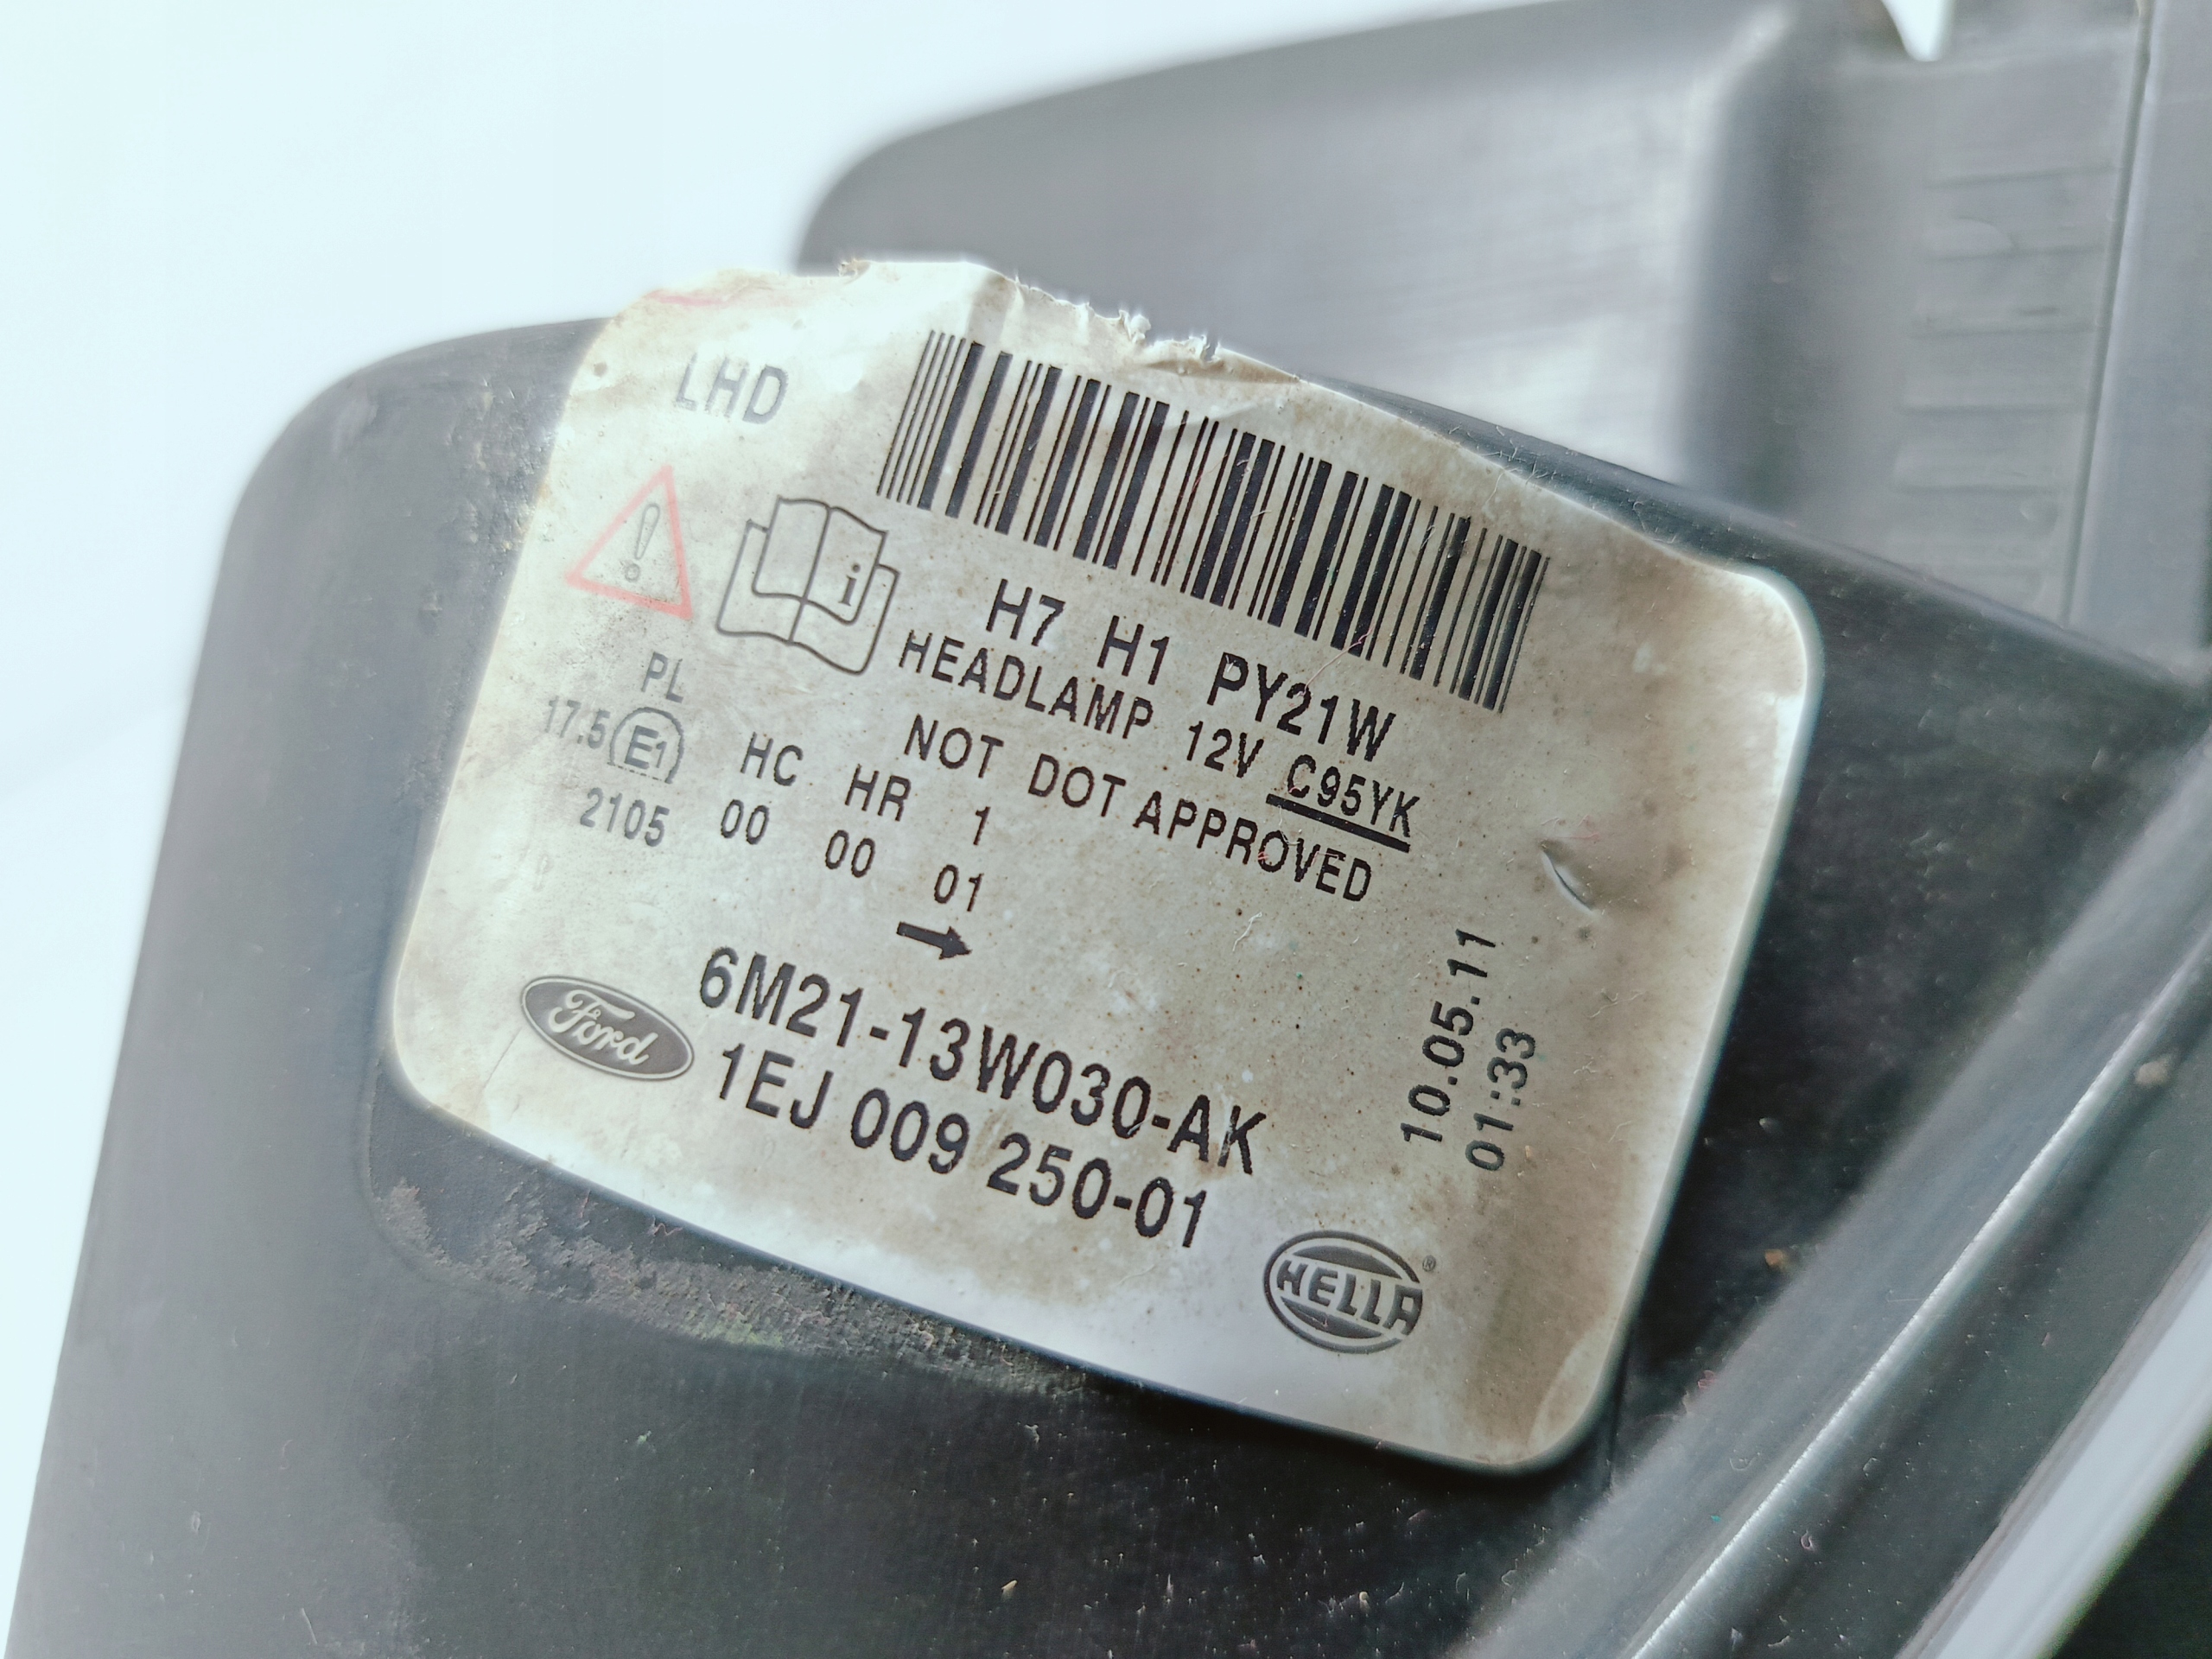 LHD
H7 H1 PY21W
HEADLAMP 12V C95YK
NOT DOT APPROVED
PL HC HR 1
17.5 E1 00 00 01
2105
→
6M21-13W030-AK
Ford 1EJ 009 250-01
10.05.11
01:33
HELLA®